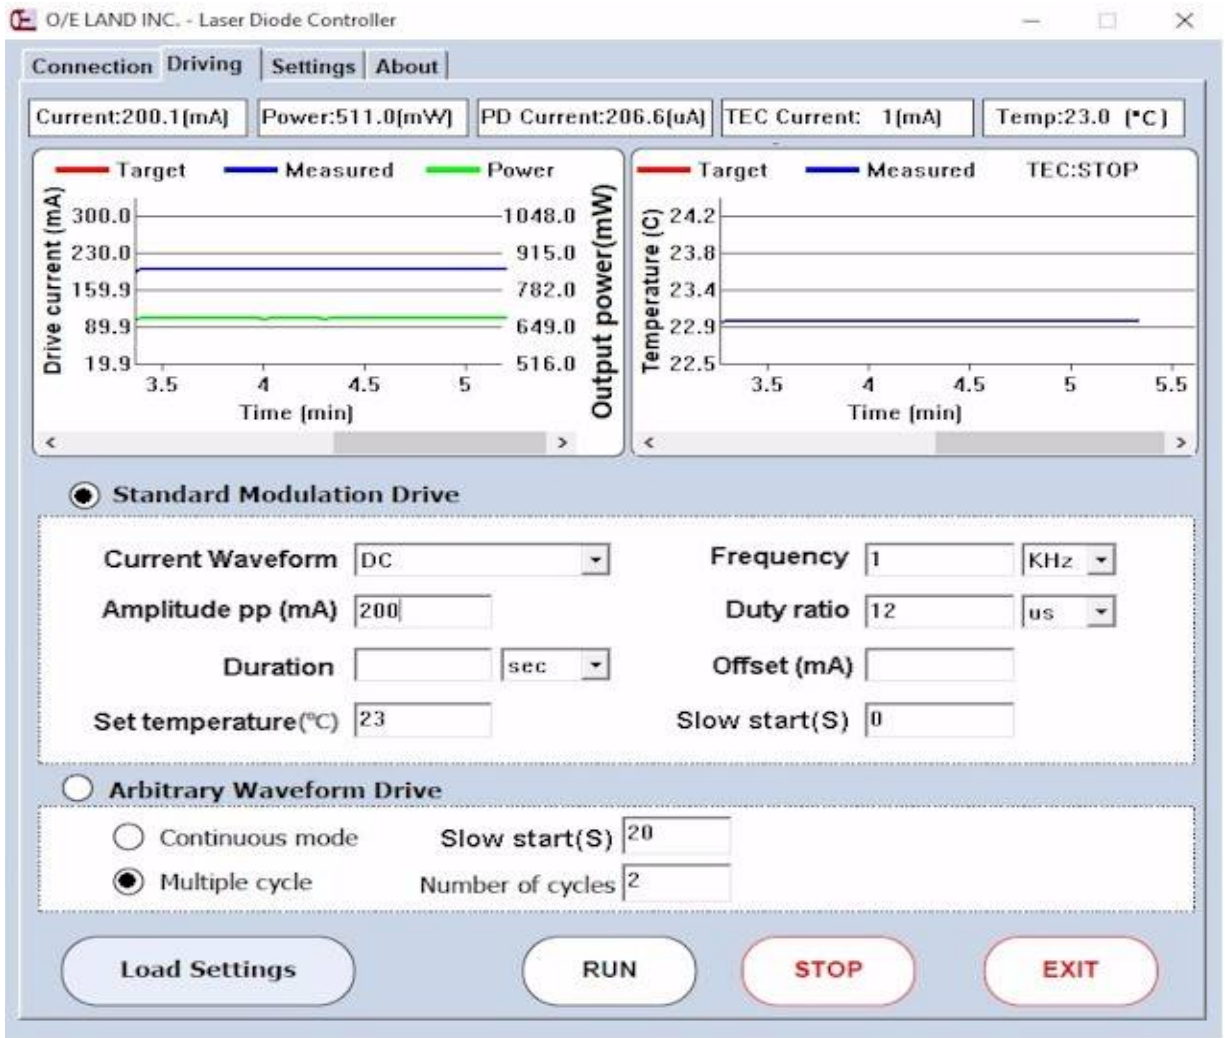 O/E LAND INC. - Laser Diode Controller
Connection Driving Settings About
Current:200.1(mA) Power:511.0(mW) PD Current:206.6(uA) TEC Current: 1(mA) Temp:23.0 (°C)
Target Measured Power
Drive current (mA)
300.0
230.0
159.9
89.9
19.9
1048.0
915.0
782.0
649.0
516.0
Output power(mW)
3.5 4 4.5 5
Time (min)
Target Measured TEC:STOP
Temperature (C)
24.2
23.8
23.4
22.9
22.5
3.5 4 4.5 5 5.5
Time (min)
Standard Modulation Drive
Current Waveform DC Frequency 1 KHz
Amplitude pp (mA) 200 Duty ratio 12 us
Duration sec Offset (mA)
Set temperature(°C) 23 Slow start(S) 0
Arbitrary Waveform Drive
Continuous mode Slow start(S) 20
Multiple cycle Number of cycles 2
Load Settings RUN STOP EXIT